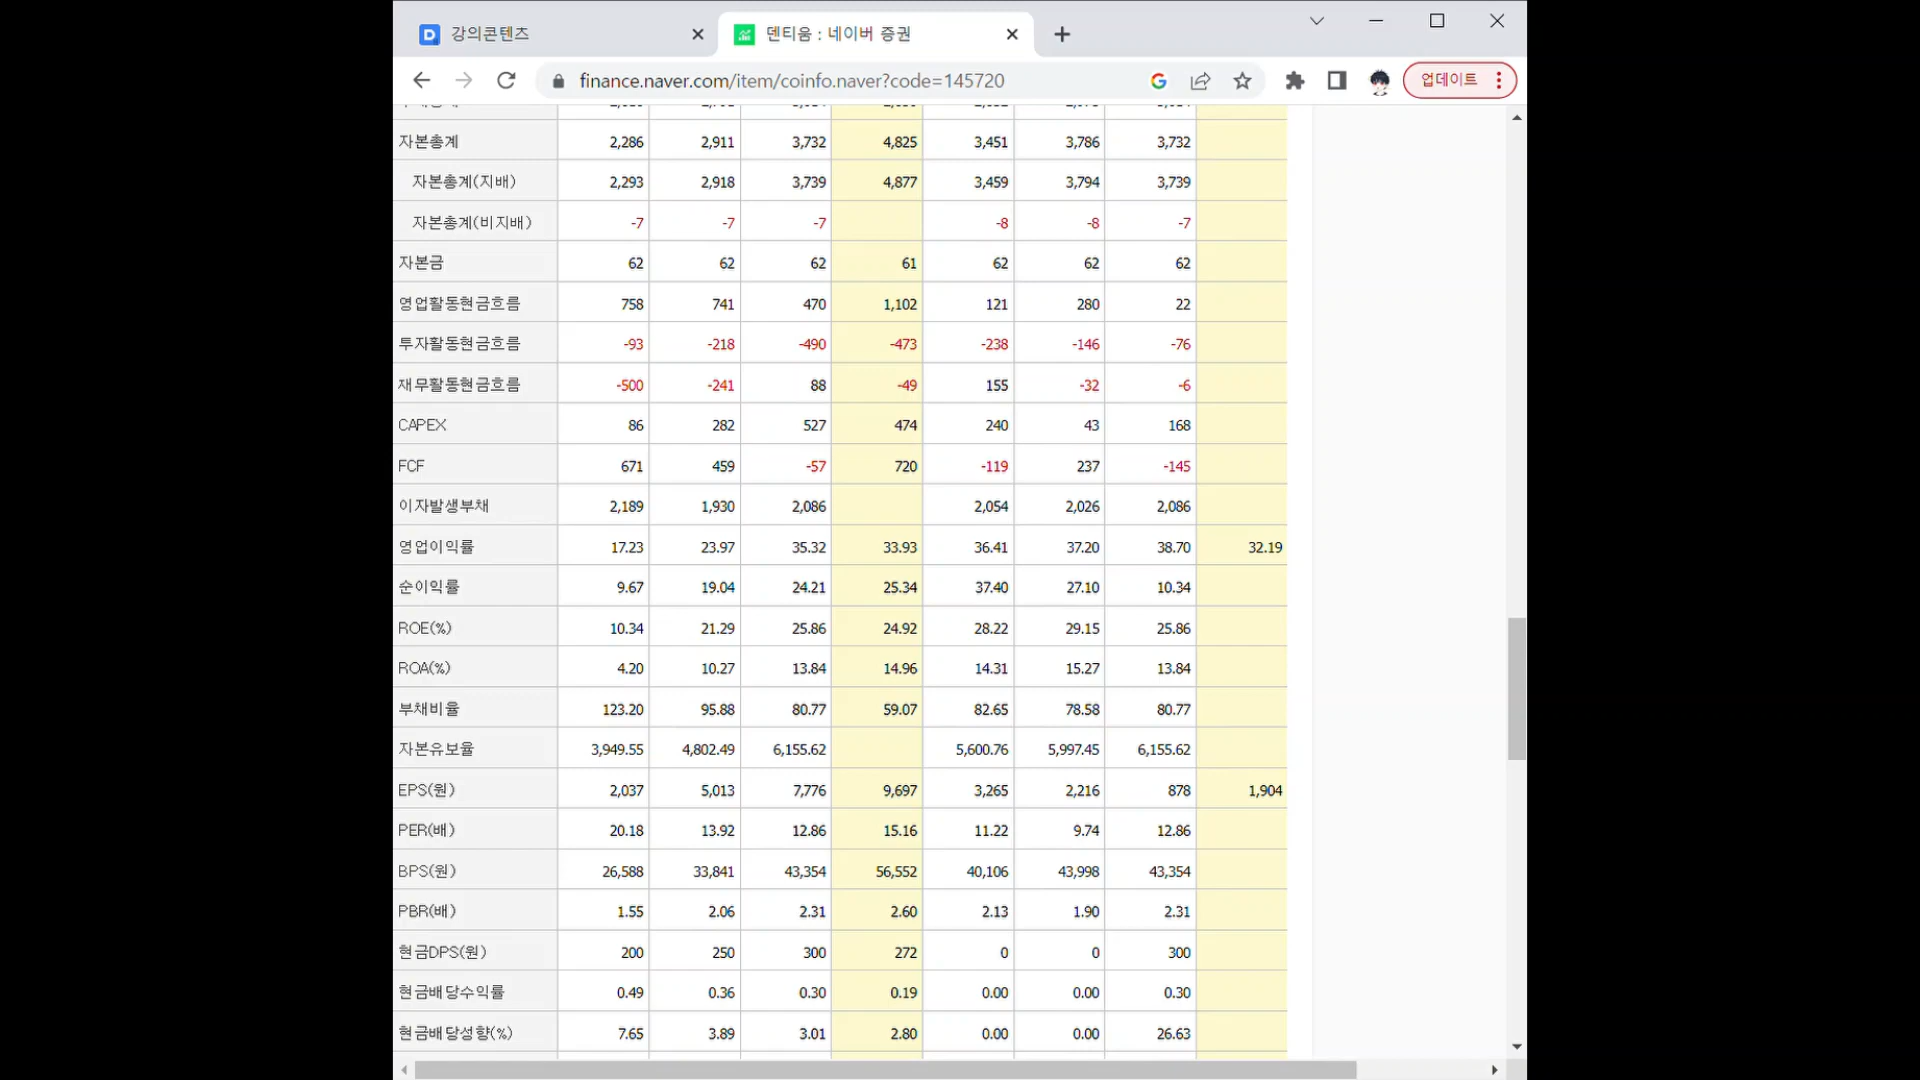 강의콘텐츠
덴티움 : 네이버 증권
finance.naver.com/item/coinfo.naver?code=145720
업데이트
자본총계 2,286 2,911 3,732 4,825 3,451 3,786 3,732
자본총계(지배) 2,293 2,918 3,739 4,877 3,459 3,794 3,739
자본총계(비지배) -7 -7 -7 -8 -8 -7
자본금 62 62 62 61 62 62 62
영업활동현금흐름 758 741 470 1,102 121 280 22
투자활동현금흐름 -93 -218 -490 -473 -238 -146 -76
재무활동현금흐름 -500 -241 88 -49 155 -32 -6
CAPEX 86 282 527 474 240 43 168
FCF 671 459 -57 720 -119 237 -145
이자발생부채 2,189 1,930 2,086 2,054 2,026 2,086
영업이익률 17.23 23.97 35.32 33.93 36.41 37.20 38.70 32.19
순이익률 9.67 19.04 24.21 25.34 37.40 27.10 10.34
ROE(%) 10.34 21.29 25.86 24.92 28.22 29.15 25.86
ROA(%) 4.20 10.27 13.84 14.96 14.31 15.27 13.84
부채비율 123.20 95.88 80.77 59.07 82.65 78.58 80.77
자본유보율 3,949.55 4,802.49 6,155.62 5,600.76 5,997.45 6,155.62
EPS(원) 2,037 5,013 7,776 9,697 3,265 2,216 878 1,904
PER(배) 20.18 13.92 12.86 15.16 11.22 9.74 12.86
BPS(원) 26,588 33,841 43,354 56,552 40,106 43,998 43,354
PBR(배) 1.55 2.06 2.31 2.60 2.13 1.90 2.31
현금DPS(원) 200 250 300 272 0 0 300
현금배당수익률 0.49 0.36 0.30 0.19 0.00 0.00 0.30
현금배당성향(%) 7.65 3.89 3.01 2.80 0.00 0.00 26.63